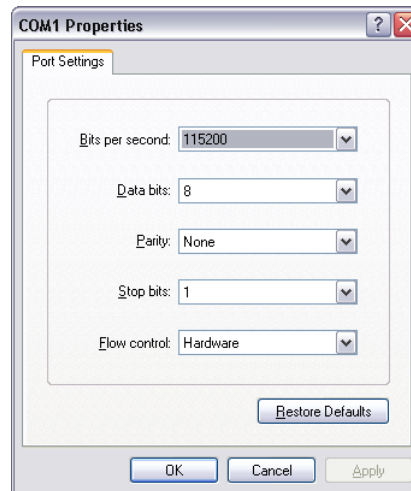 COM1 Properties
Port Settings
Bits per second: 115200
Data bits: 8
Parity: None
Stop bits: 1
Flow control: Hardware
Restore Defaults
OK Cancel Apply